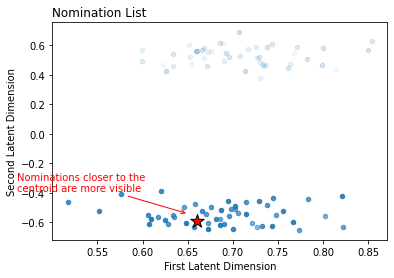 Nomination List
0.6
0.4
0.2
0.0
−0.2
−0.4
−0.6
Second Latent Dimension
Nominations closer to the
centroid are more visible
0.55
0.60
0.65
0.70
0.75
0.80
0.85
First Latent Dimension